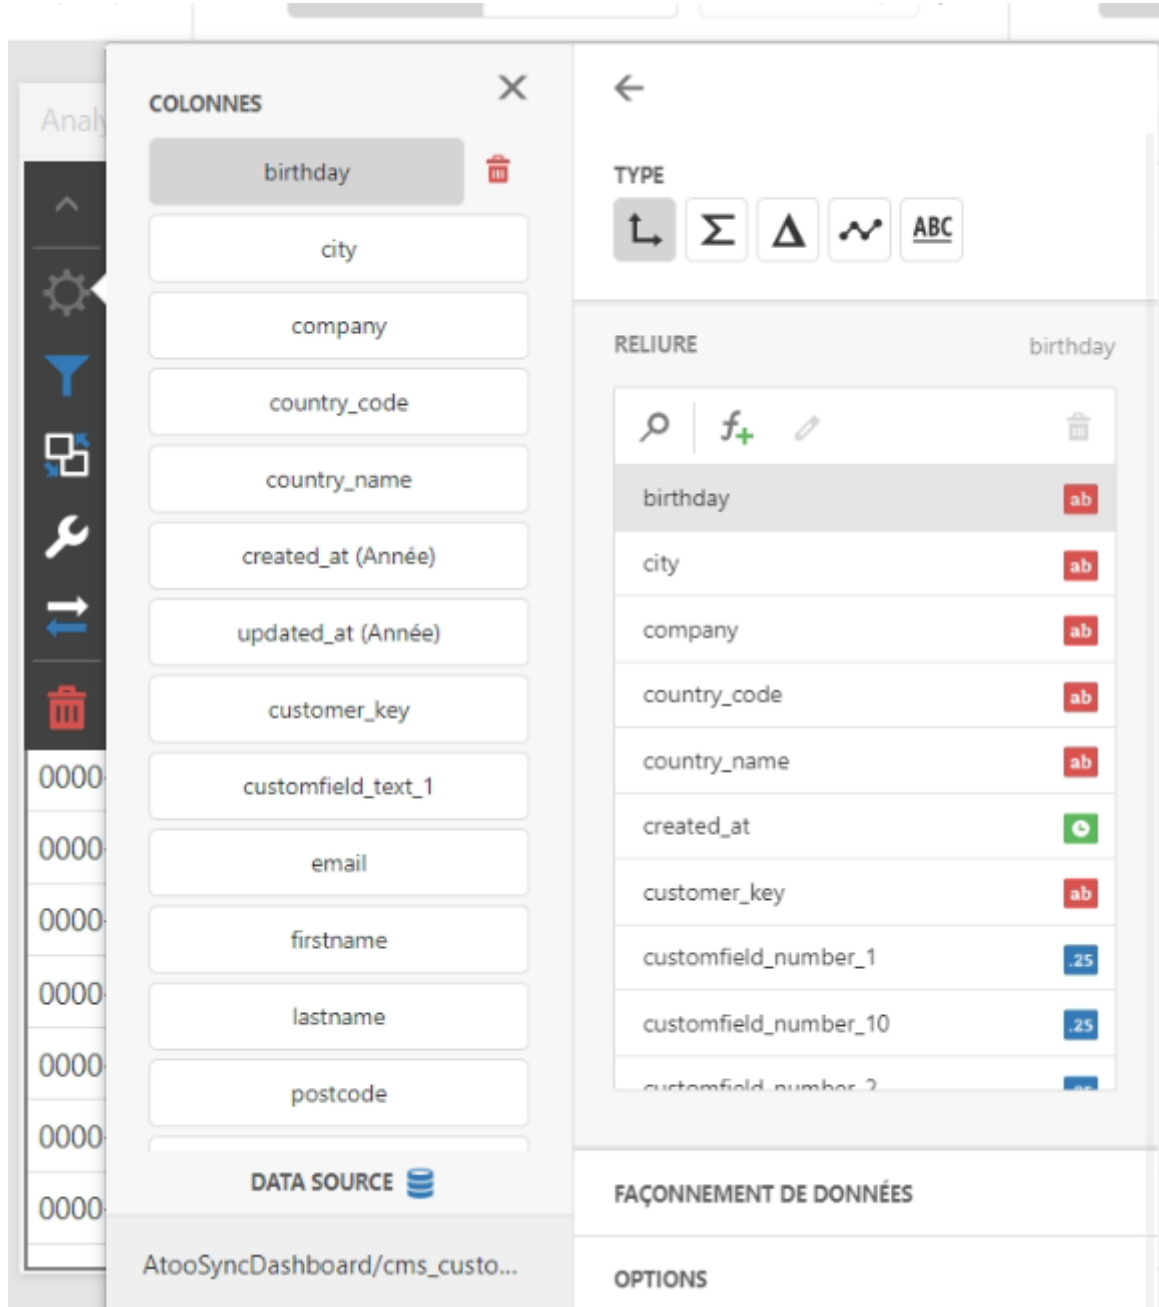 COLONNES
birthday
city
company
country_code
country_name
created_at (Année)
updated_at (Année)
customer_key
customfield_text_1
email
firstname
lastname
postcode
DATA SOURCE
AtooSyncDashboard/cms_custo...
TYPE
ABC
RELIURE birthday
birthday ab
city ab
company ab
country_code ab
country_name ab
created_at
customer_key ab
customfield_number_1 .25
customfield_number_10 .25
customfield_number_2
FAÇONNEMENT DE DONNÉES
OPTIONS
Analy
0000-
0000-
0000-
0000-
0000-
0000-
0000-